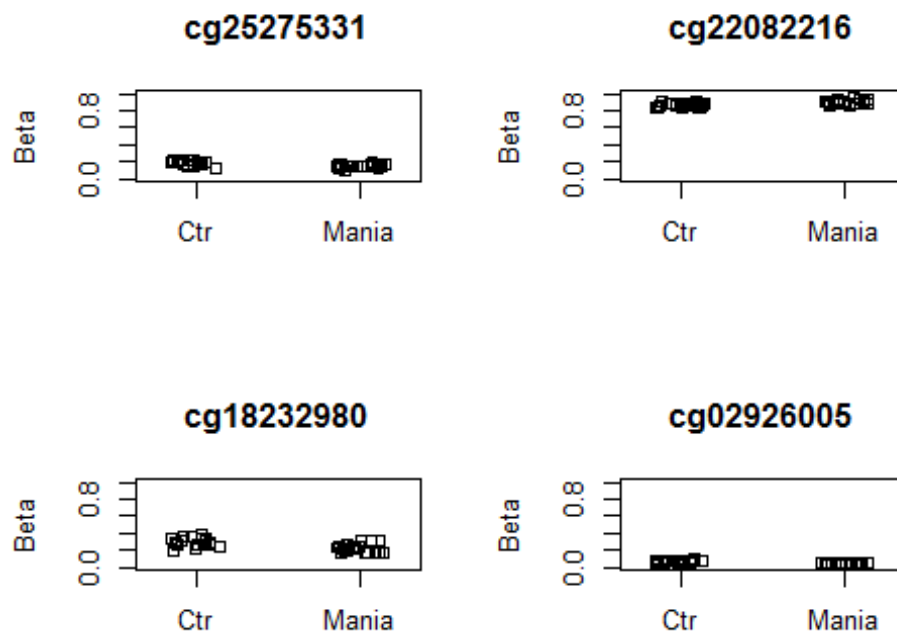 cg25275331
Beta
0.0 0.8
Ctr Mania
cg22082216
Beta
0.0 0.8
Ctr Mania
cg18232980
Beta
0.0 0.8
Ctr Mania
cg02926005
Beta
0.0 0.8
Ctr Mania